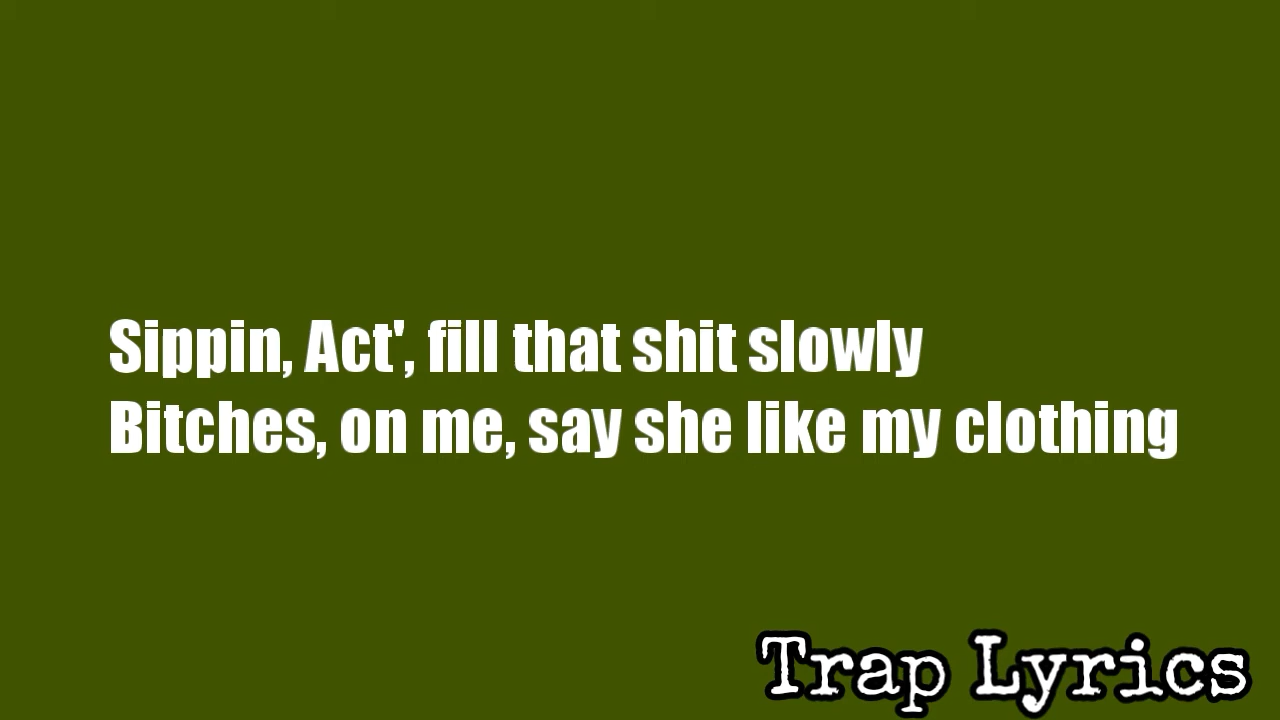 Sippin, Act', fill that shit slowly
Bitches, on me, say she like my clothing
Trap Lyrics